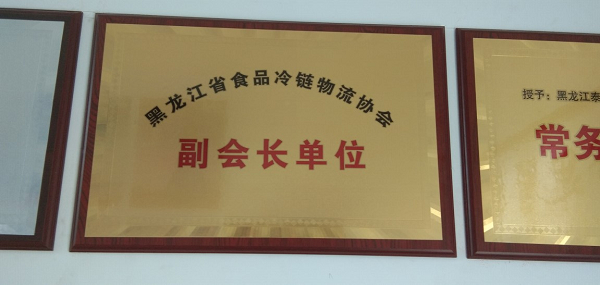 黑龙江省食品冷链物流协会
副会长单位
授予：黑龙江泰
常务